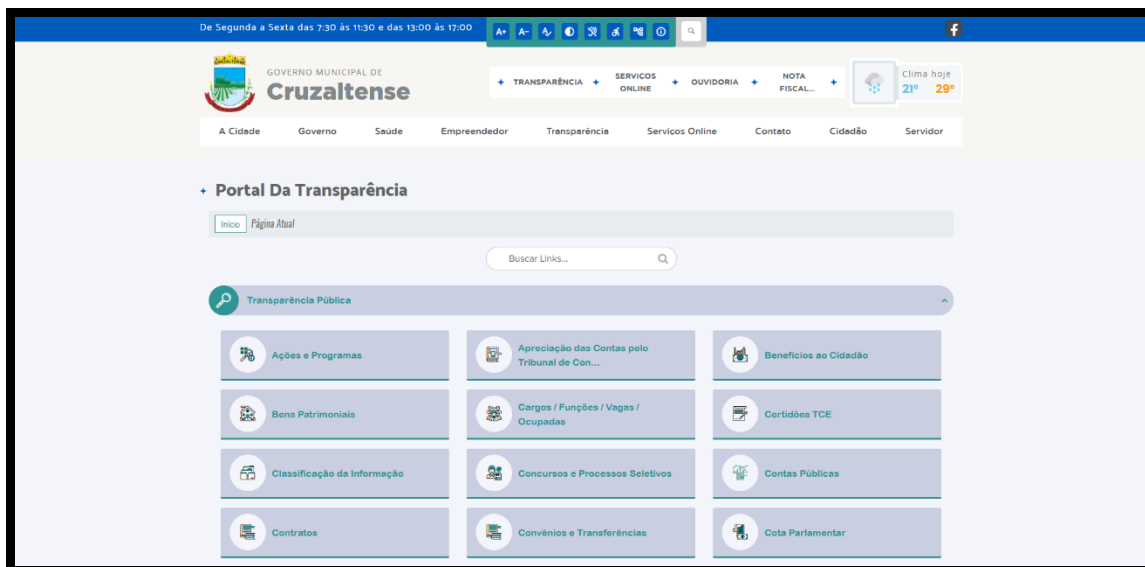 De Segunda a Sexta das 7:30 às 11:30 e das 13:00 às 17:00
A+ A-
GOVERNO MUNICIPAL DE
Cruzaltense
TRANSPARÊNCIA
SERVICOS
ONLINE
OUVIDORIA
NOTA
FISCAL...
Clima hoje
21º 29º
A Cidade Governo Saúde Empreendedor Transparência Serviços Online Contato Cidadão Servidor
Portal Da Transparência
Início Página Atual
Buscar Links...
Transparência Pública
Ações e Programas
Apreciação das Contas pelo
Tribunal de Con...
Benefícios ao Cidadão
Bens Patrimoniais
Cargos / Funções / Vagas /
Ocupadas
Certidões TCE
Classificação da Informação
Concursos e Processos Seletivos
Contas Públicas
Contratos
Convênios e Transferências
Cota Parlamentar